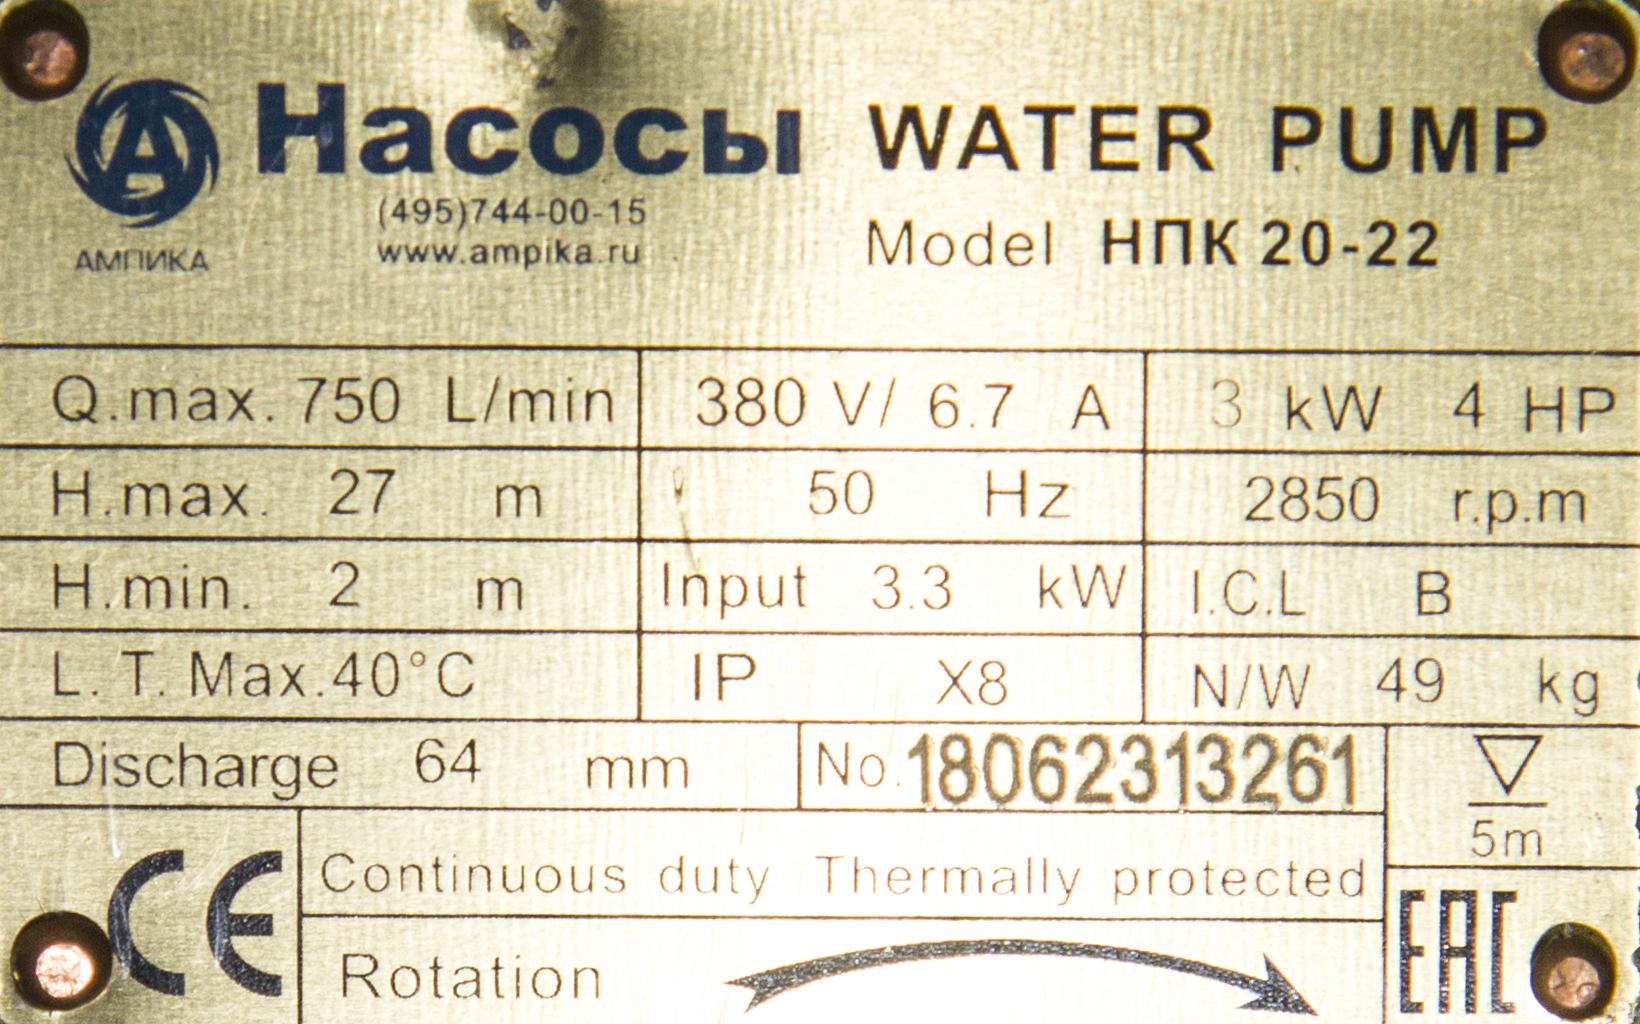 Насосы WATER PUMP
(495)744-00-15
www.ampika.ru
АМПИКА
Model НПК 20-22
Q.max. 750 L/min 380 V/ 6.7 A 3 kW 4 HP
H.max. 27 m 50 Hz 2850 r.p.m
H.min. 2 m Input 3.3 kW I.C.L B
L. T. Max. 40°C IP X8 N/W 49 kg
Discharge 64 mm No. 18062313261
5m
CE Continuous duty Thermally protected
Rotation
EAC